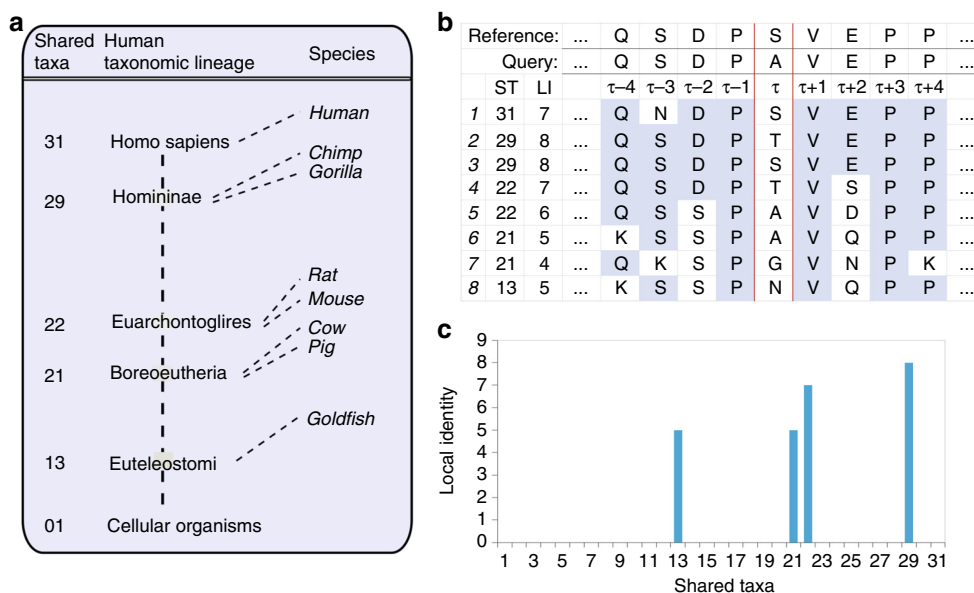 a
Shared taxa Human taxonomic lineage Species
31 Homo sapiens Human
29 Homininae Chimp Gorilla
22 Euarchontoglires Rat Mouse
21 Boreoeutheria Cow Pig
13 Euteleostomi Goldfish
01 Cellular organisms
b
Reference: ... Q S D P S V E P P ...
Query: ... Q S D P A V E P P ...
ST LI τ–4 τ–3 τ–2 τ–1 τ τ+1 τ+2 τ+3 τ+4
1 31 7 ... Q N D P S V E P P ...
2 29 8 ... Q S D P T V E P P ...
3 29 8 ... Q S D P S V E P P ...
4 22 7 ... Q S D P T V S P P ...
5 22 6 ... Q S S P A V D P P ...
6 21 5 ... K S S P A V Q P P ...
7 21 4 ... Q K S P G V N P K ...
8 13 5 ... K S S P N V Q P P ...
c
Local identity
9
8
7
6
5
4
3
2
1
0
1 3 5 7 9 11 13 15 17 19 21 23 25 27 29 31
Shared taxa